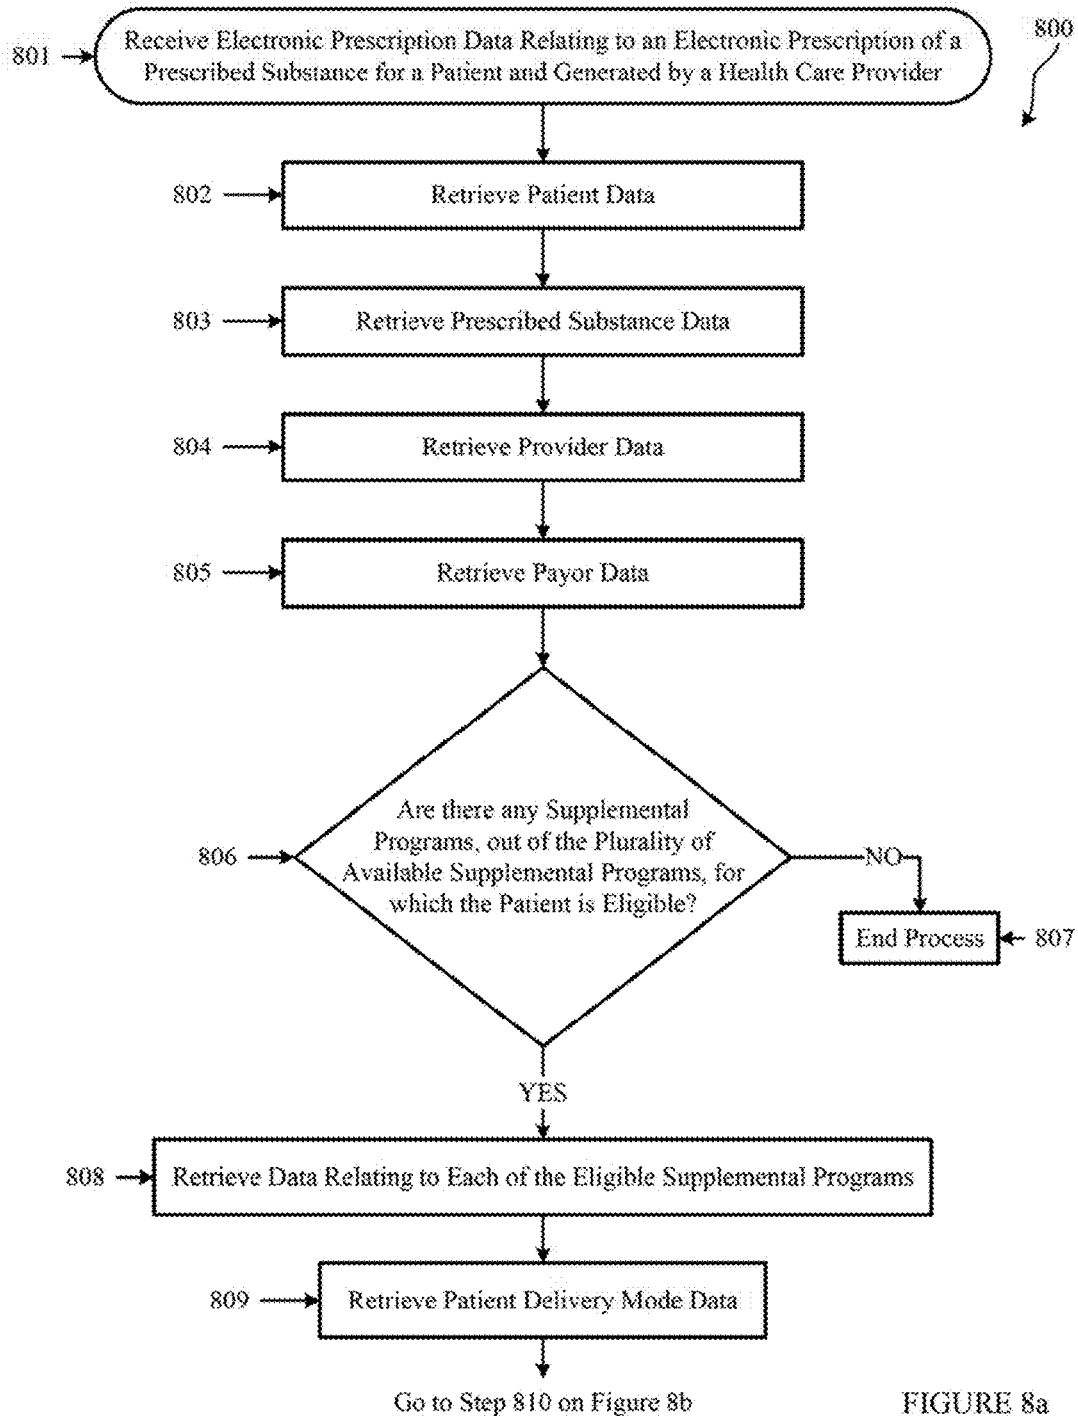 800
801
Receive Electronic Prescription Data Relating to an Electronic Prescription of a
Prescribed Substance for a Patient and Generated by a Health Care Provider
802
Retrieve Patient Data
803
Retrieve Prescribed Substance Data
804
Retrieve Provider Data
805
Retrieve Payor Data
806
Are there any Supplemental
Programs, out of the Plurality of
Available Supplemental Programs, for
which the Patient is Eligible?
NO
End Process
807
YES
808
Retrieve Data Relating to Each of the Eligible Supplemental Programs
809
Retrieve Patient Delivery Mode Data
Go to Step 810 on Figure 8b
FIGURE 8a